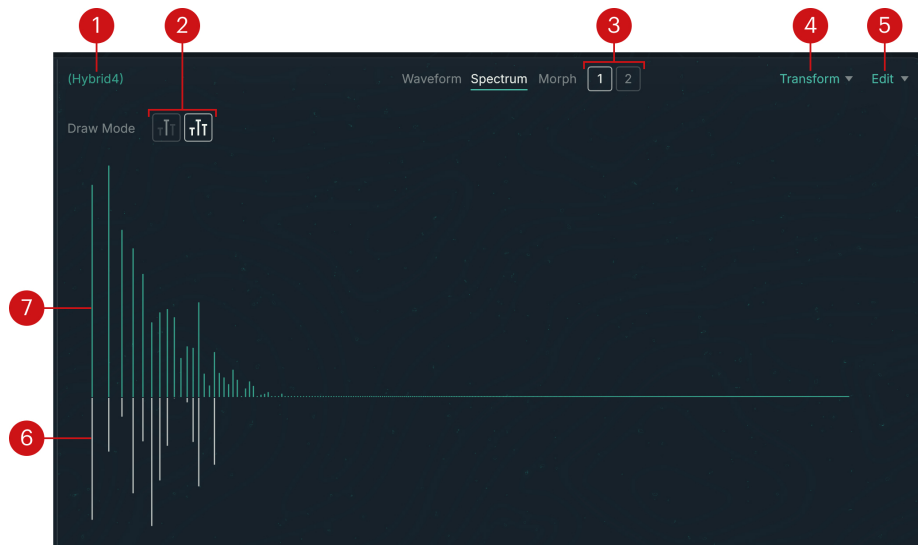 1 2 3 4 5
(Hybrid4) Waveform Spectrum Morph 1 2 Transform Edit
Draw Mode
7
6